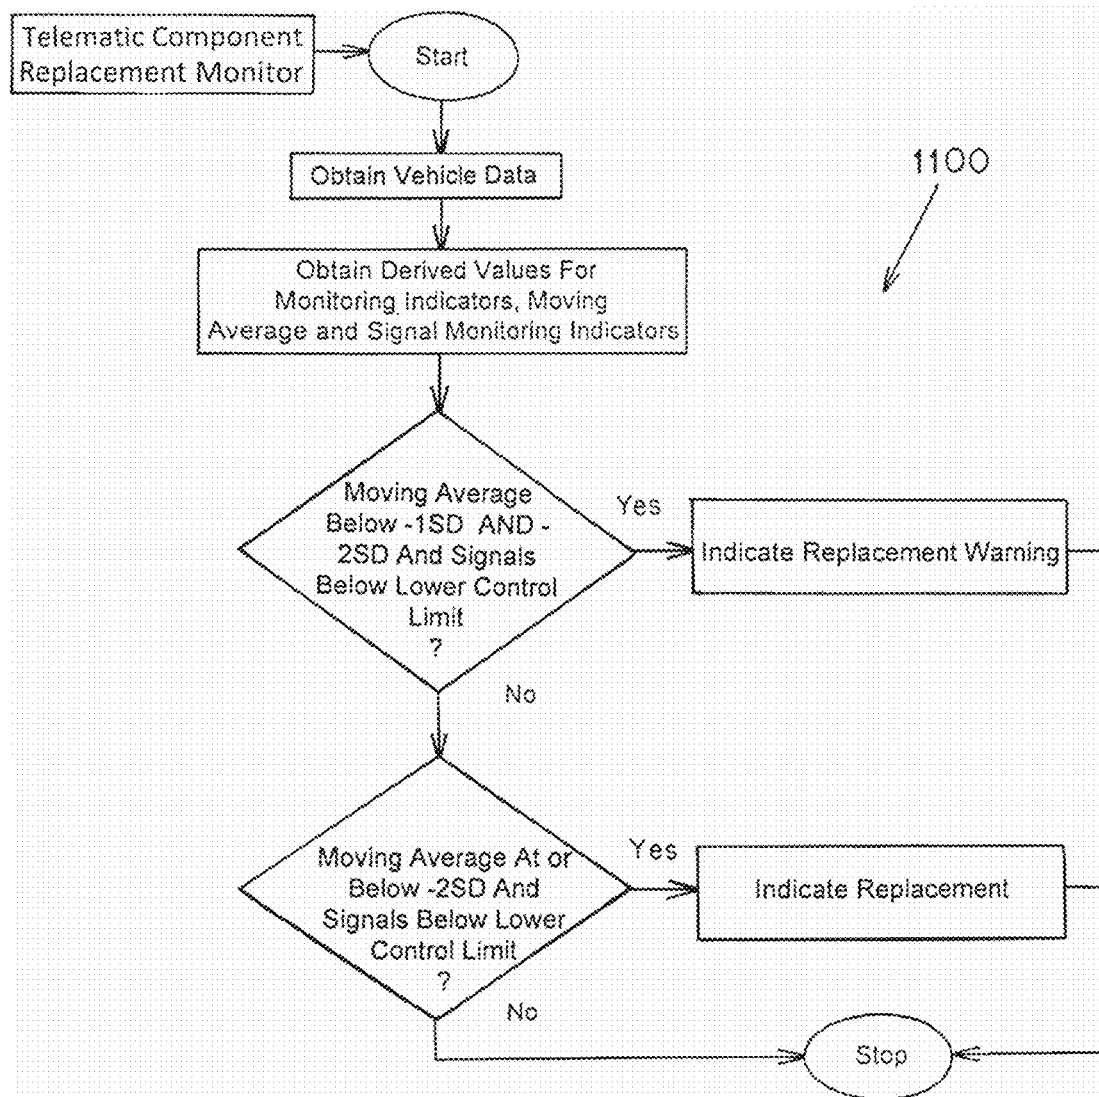 Telematic Component
Replacement Monitor
Start
1100
Obtain Vehicle Data
Obtain Derived Values For
Monitoring Indicators, Moving
Average and Signal Monitoring Indicators
Moving Average
Below -1SD AND -
2SD And Signals
Below Lower Control
Limit
?
Yes
Indicate Replacement Warning
No
Moving Average At or
Below -2SD And
Signals Below Lower
Control Limit
?
Yes
Indicate Replacement
No
Stop